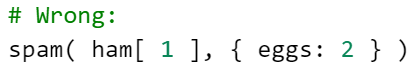 # Wrong:
spam( ham[ 1 ], { eggs: 2 } )